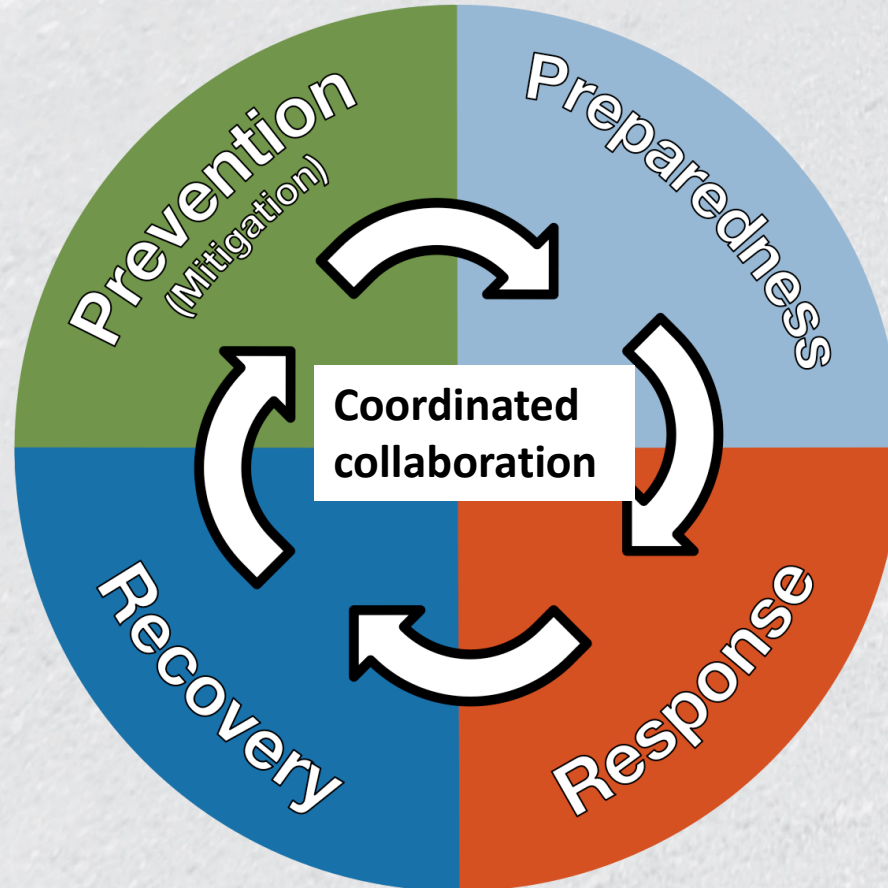 Prevention
(Mitigation)
Preparedness
Coordinated
collaboration
Recovery
Response